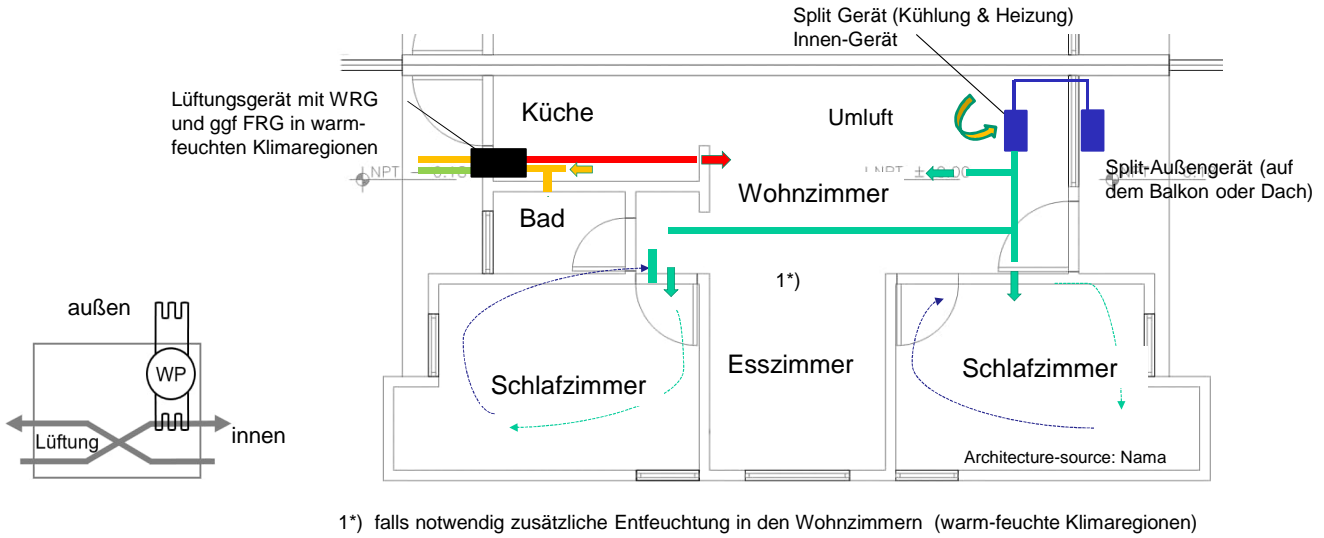 Split Gerät (Kühlung & Heizung)
Innen-Gerät
Lüftungsgerät mit WRG
und ggf FRG in warm-
feuchten Klimaregionen
Küche
Umluft
NPT
Wohnzimmer
Split-Außengerät (auf
dem Balkon oder Dach)
Bad
1*)
außen
WP
Lüftung
innen
Schlafzimmer
Esszimmer
Schlafzimmer
Architecture-source: Nama
1*) falls notwendig zusätzliche Entfeuchtung in den Wohnzimmern (warm-feuchte Klimaregionen)